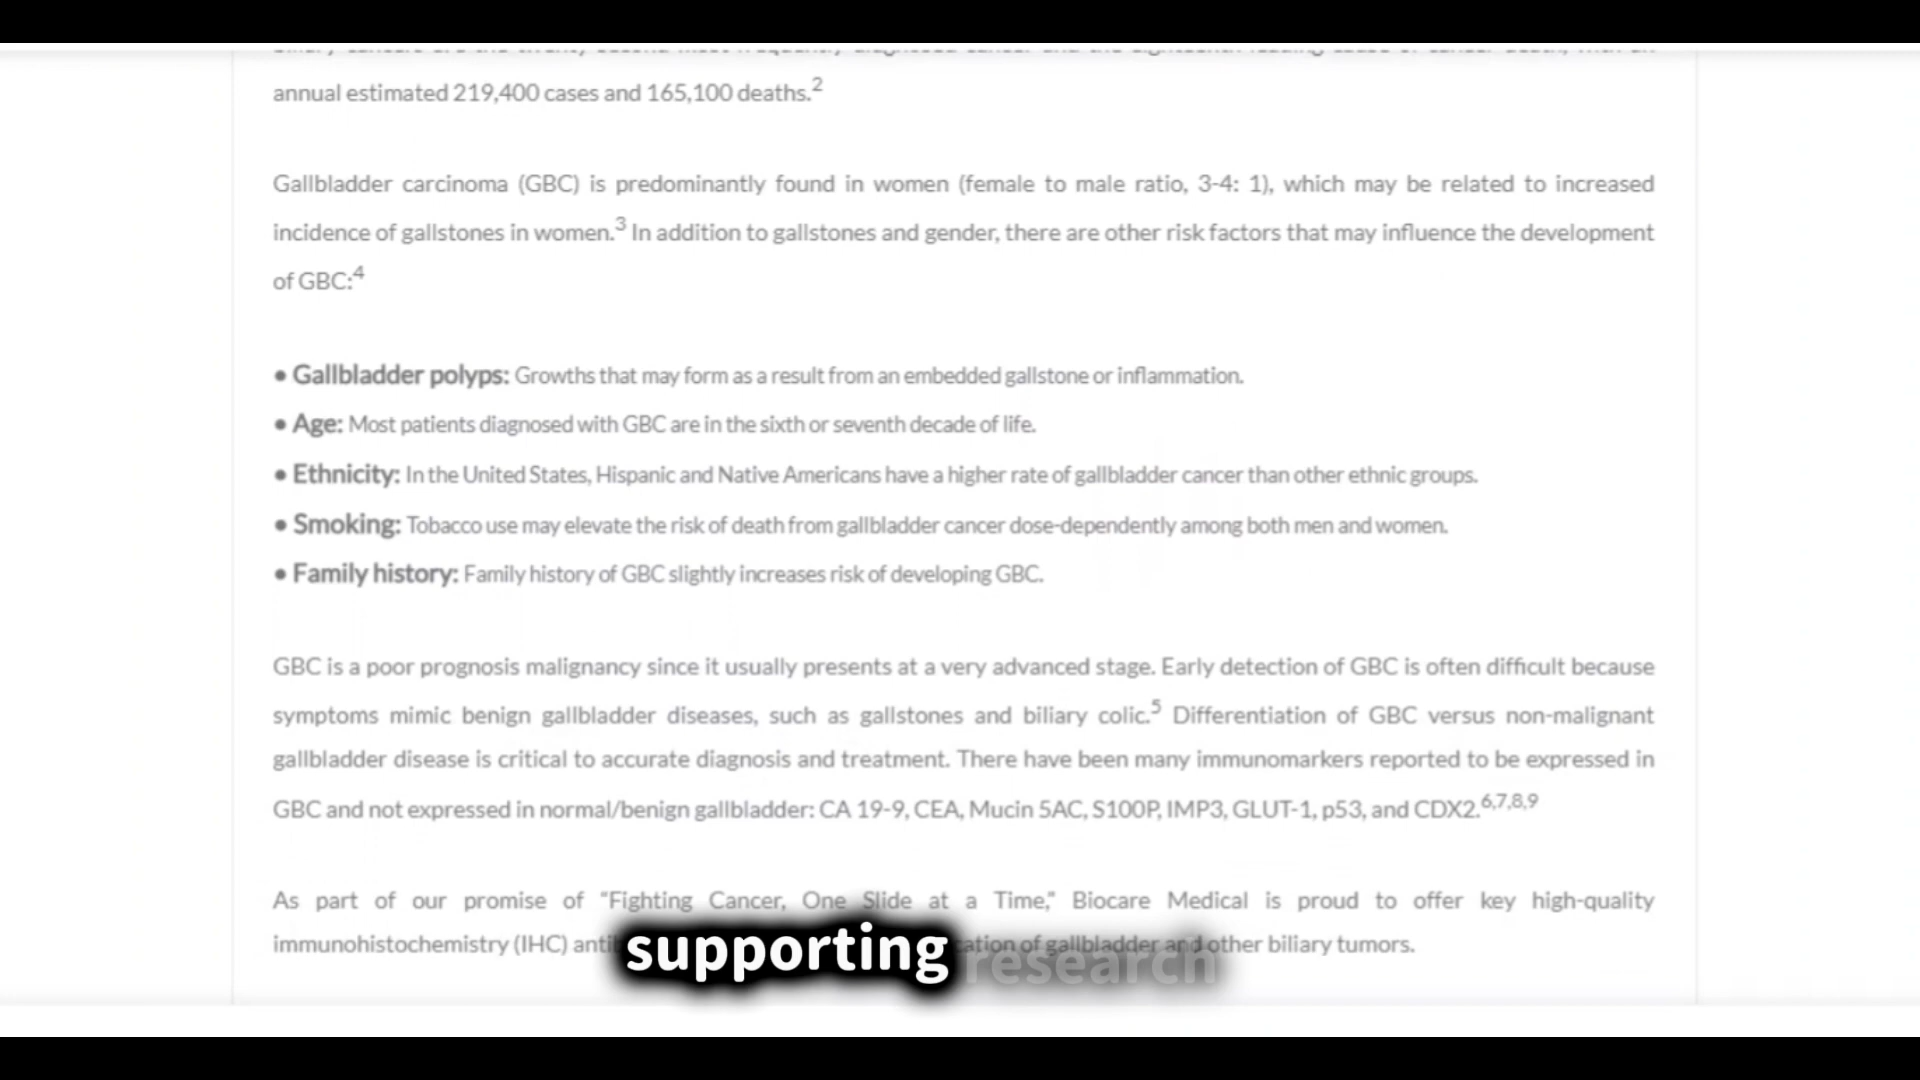 annual estimated 219,400 cases and 165,100 deaths.2
Gallbladder carcinoma (GBC) is predominantly found in women (female to male ratio, 3-4: 1), which may be related to increased
incidence of gallstones in women.3 In addition to gallstones and gender, there are other risk factors that may influence the development
of GBC:4
• Gallbladder polyps: Growths that may form as a result from an embedded gallstone or inflammation.
• Age: Most patients diagnosed with GBC are in the sixth or seventh decade of life.
• Ethnicity: In the United States, Hispanic and Native Americans have a higher rate of gallbladder cancer than other ethnic groups.
• Smoking: Tobacco use may elevate the risk of death from gallbladder cancer dose-dependently among both men and women.
• Family history: Family history of GBC slightly increases risk of developing GBC.
GBC is a poor prognosis malignancy since it usually presents at a very advanced stage. Early detection of GBC is often difficult because
symptoms mimic benign gallbladder diseases, such as gallstones and biliary colic.5 Differentiation of GBC versus non-malignant
gallbladder disease is critical to accurate diagnosis and treatment. There have been many immunomarkers reported to be expressed in
GBC and not expressed in normal/benign gallbladder: CA 19-9, CEA, Mucin 5AC, S100P, IMP3, GLUT-1, p53, and CDX2.6,7,8,9
As part of our promise of "Fighting Cancer, One Slide at a Time," Biocare Medical is proud to offer key high-quality
immunohistochemistry (IHC) of gallbladder and other biliary tumors.
supporting research